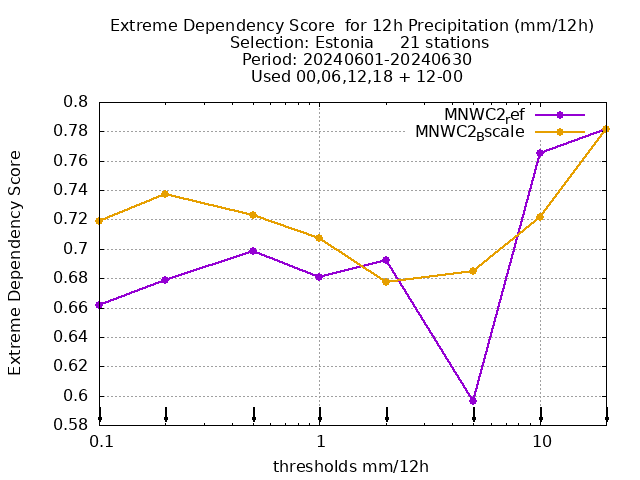 Extreme Dependency Score  for 12h Precipitation (mm/12h)
Selection: Estonia     21 stations
Period: 20240601-20240630
Used 00,06,12,18 + 12-00
MNWC2ref
MNWC2Bscale
Extreme Dependency Score
0.8
0.78
0.76
0.74
0.72
0.7
0.68
0.66
0.64
0.62
0.6
0.58
0.1 1 10
thresholds mm/12h